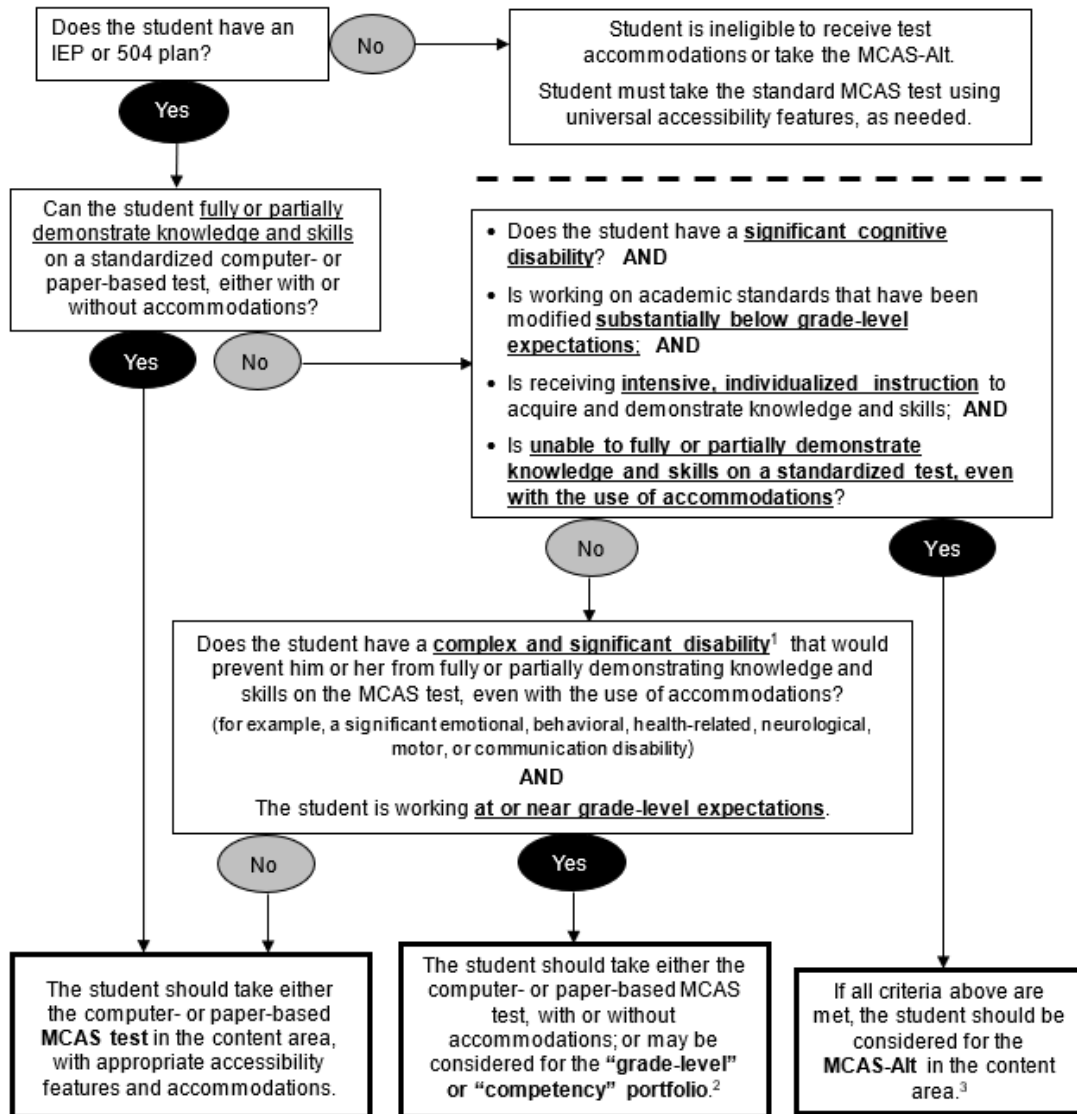 Does the student have an
IEP or 504 plan?
No
Student is ineligible to receive test
accommodations or take the MCAS-Alt.
Student must take the standard MCAS test using
universal accessibility features, as needed.
Yes
Can the student fully or partially
demonstrate knowledge and skills
on a standardized computer- or
paper-based test, either with or
without accommodations?
Yes
No
• Does the student have a significant cognitive
disability? AND
• Is working on academic standards that have been
modified substantially below grade-level
expectations; AND
• Is receiving intensive, individualized instruction to
acquire and demonstrate knowledge and skills; AND
• Is unable to fully or partially demonstrate
knowledge and skills on a standardized test, even
with the use of accommodations?
No
Yes
Does the student have a complex and significant disability¹ that would
prevent him or her from fully or partially demonstrating knowledge and
skills on the MCAS test, even with the use of accommodations?
(for example, a significant emotional, behavioral, health-related, neurological,
motor, or communication disability)
AND
The student is working at or near grade-level expectations.
No
Yes
The student should take either
the computer- or paper-based
MCAS test in the content area,
with appropriate accessibility
features and accommodations.
The student should take either the
computer- or paper-based MCAS
test, with or without
accommodations; or may be
considered for the “grade-level”
or “competency” portfolio.²
If all criteria above are
met, the student should be
considered for the
MCAS-Alt in the content
area.³